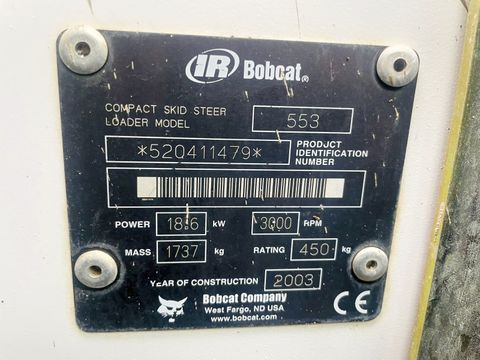 IR Bobcat®
COMPACT SKID STEER
LOADER MODEL 553
*520411479* PRODUCT
IDENTIFICATION
NUMBER
POWER 18.6 kW 3000 RPM
MASS 1737 kg RATING 450 kg
YEAR OF CONSTRUCTION 2003
Bobcat Company
West Fargo, ND USA
www.bobcat.com
CE